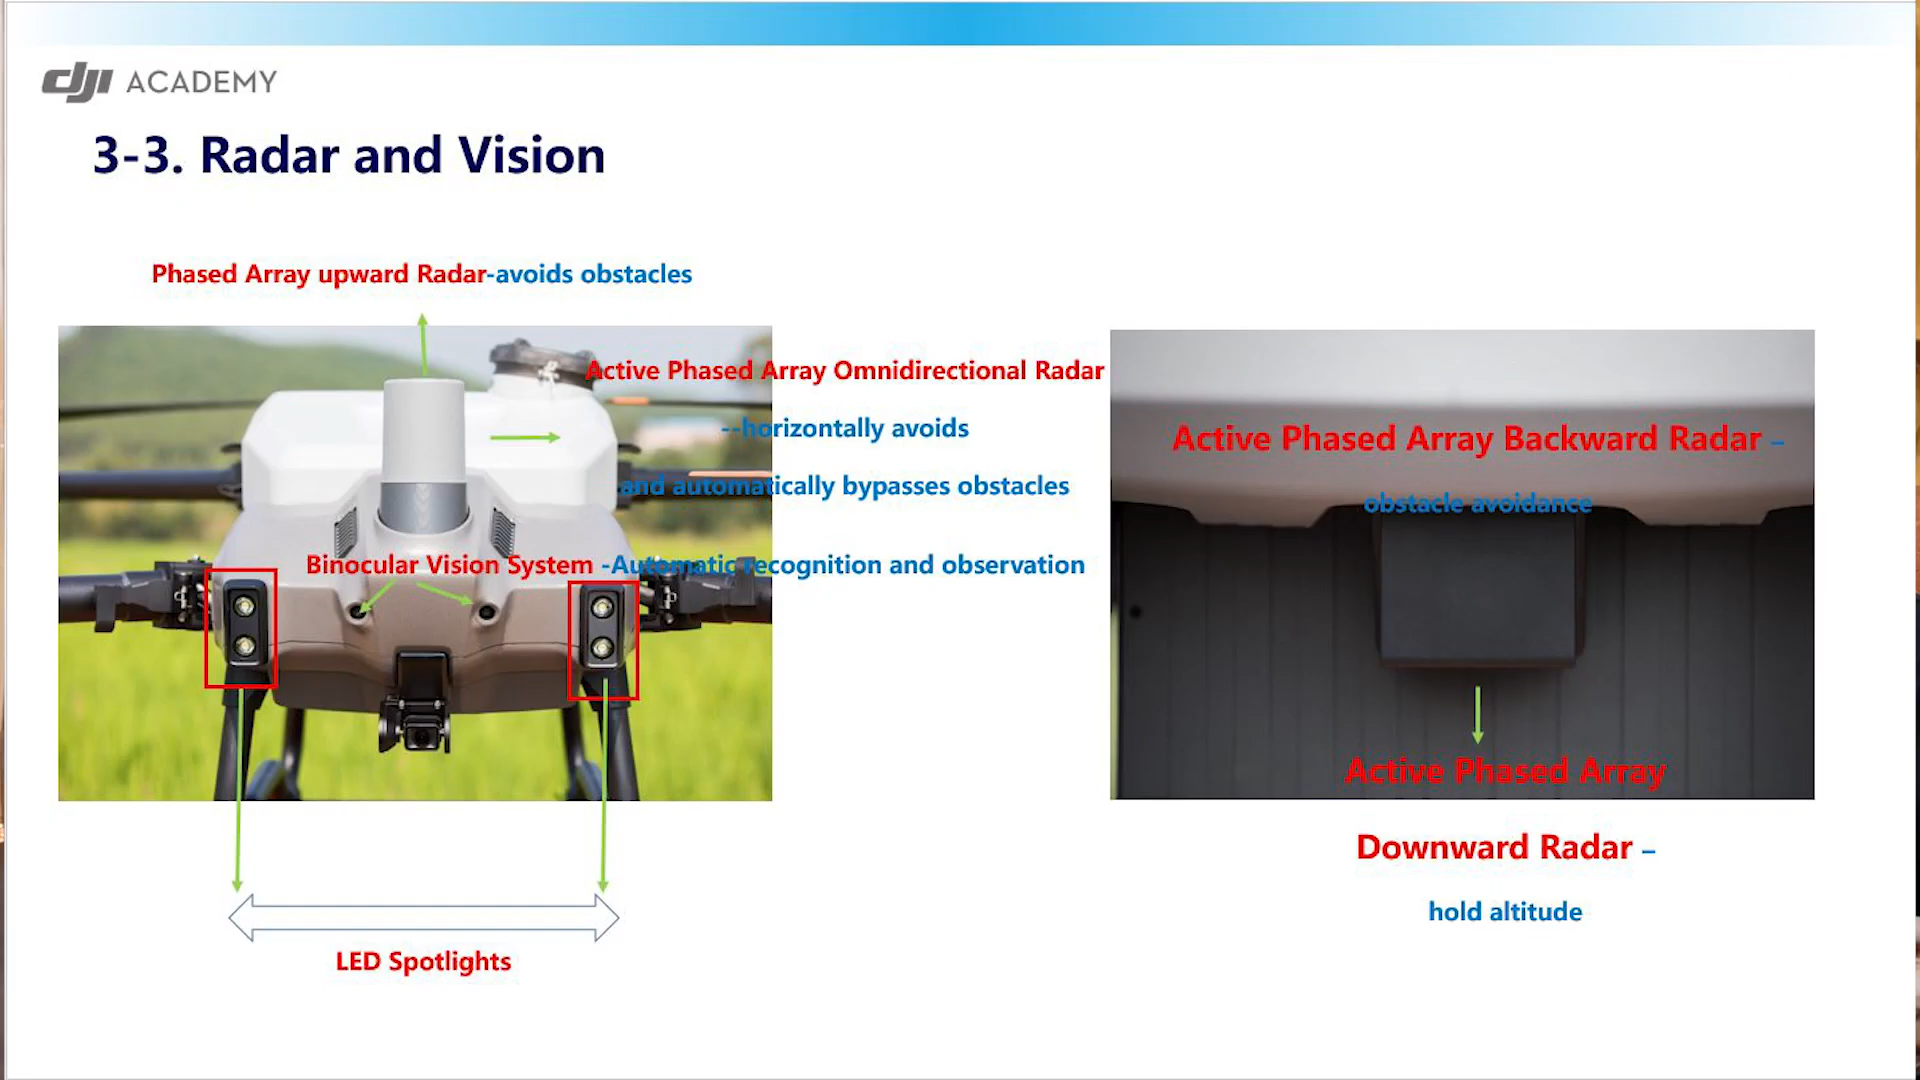 dji ACADEMY
3-3. Radar and Vision
Phased Array upward Radar-avoids obstacles
Active Phased Array Omnidirectional Radar
--horizontally avoids
and automatically bypasses obstacles
Binocular Vision System -Automatic recognition and observation
LED Spotlights
Active Phased Array Backward Radar –
obstacle avoidance
Active Phased Array
Downward Radar –
hold altitude